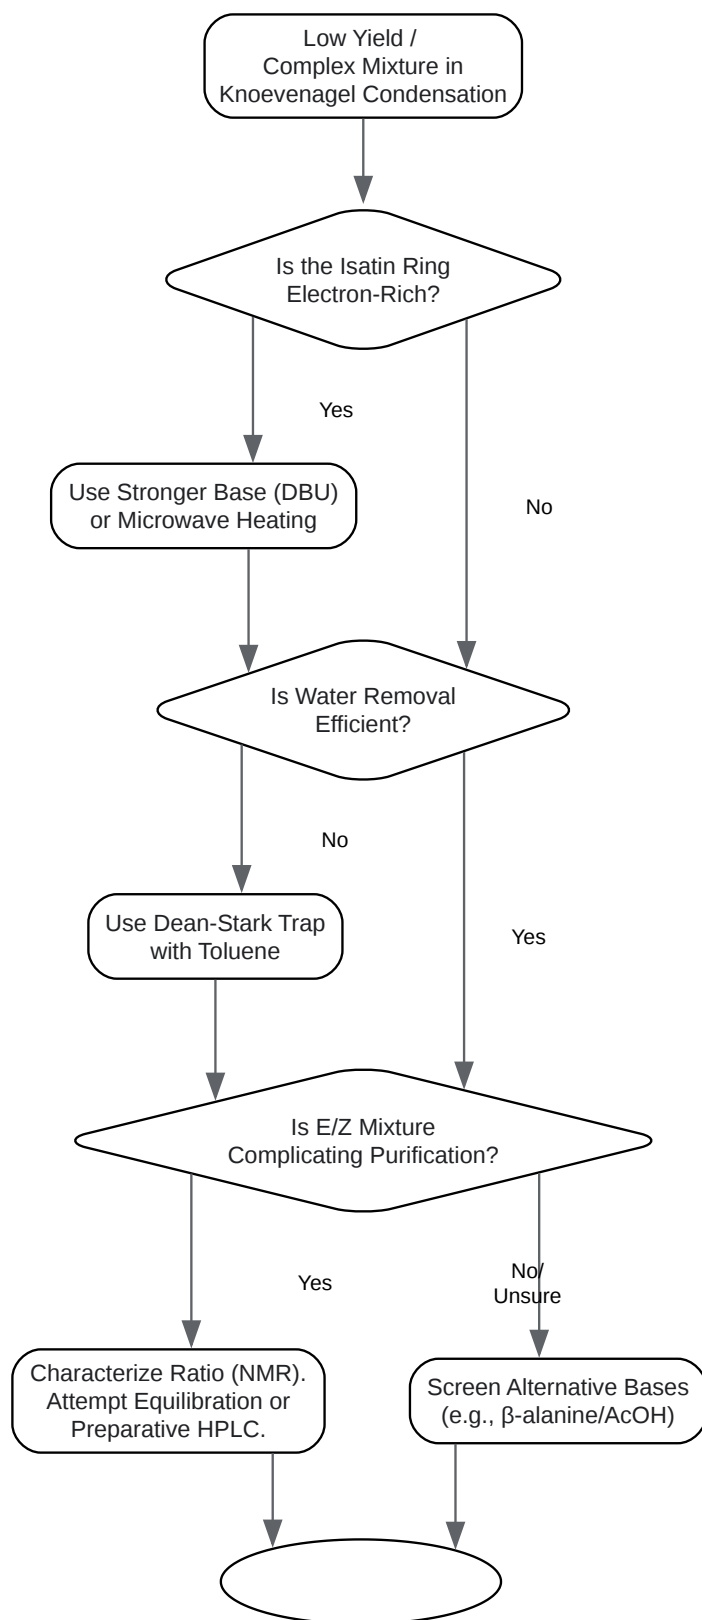 Low Yield /
Complex Mixture in
Knoevenagel Condensation
Is the Isatin Ring
Electron-Rich?
Yes
Use Stronger Base (DBU)
or Microwave Heating
No
Is Water Removal
Efficient?
No
Use Dean-Stark Trap
with Toluene
Yes
Is E/Z Mixture
Complicating Purification?
Yes
No/
Unsure
Characterize Ratio (NMR).
Attempt Equilibration or
Preparative HPLC.
Screen Alternative Bases
(e.g., β-alanine/AcOH)